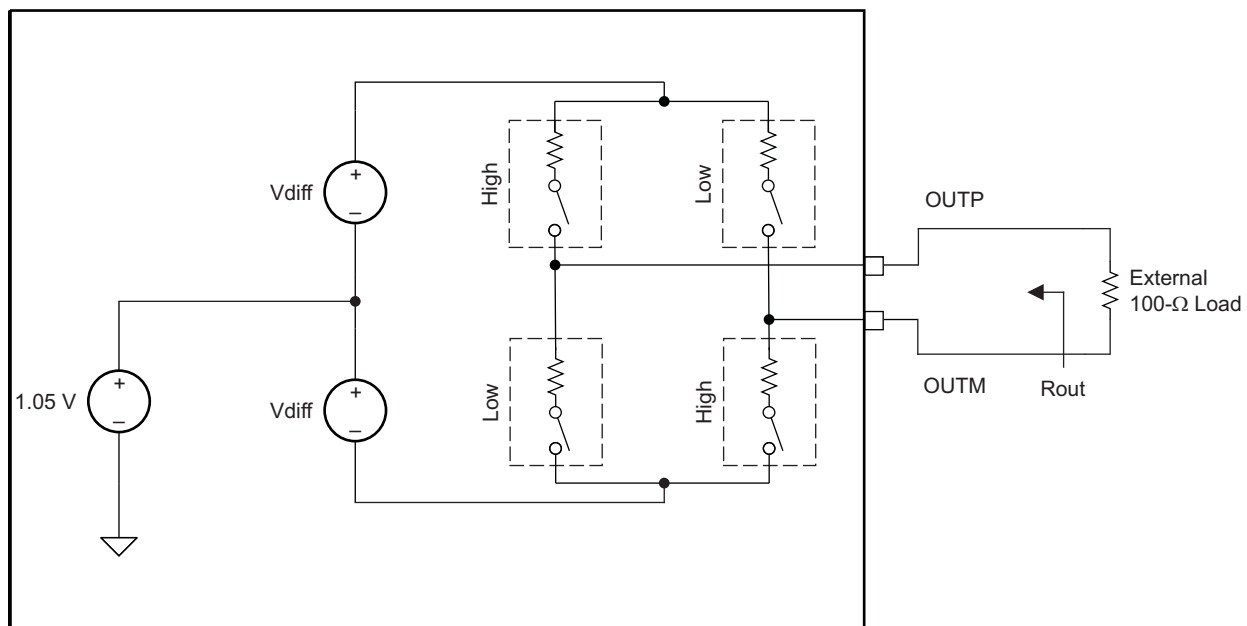 High
Low
Vdiff
OUTP
External
100-Ω Load
1.05 V
Vdiff
Low
High
OUTM
Rout
+
–
+
–
+
–